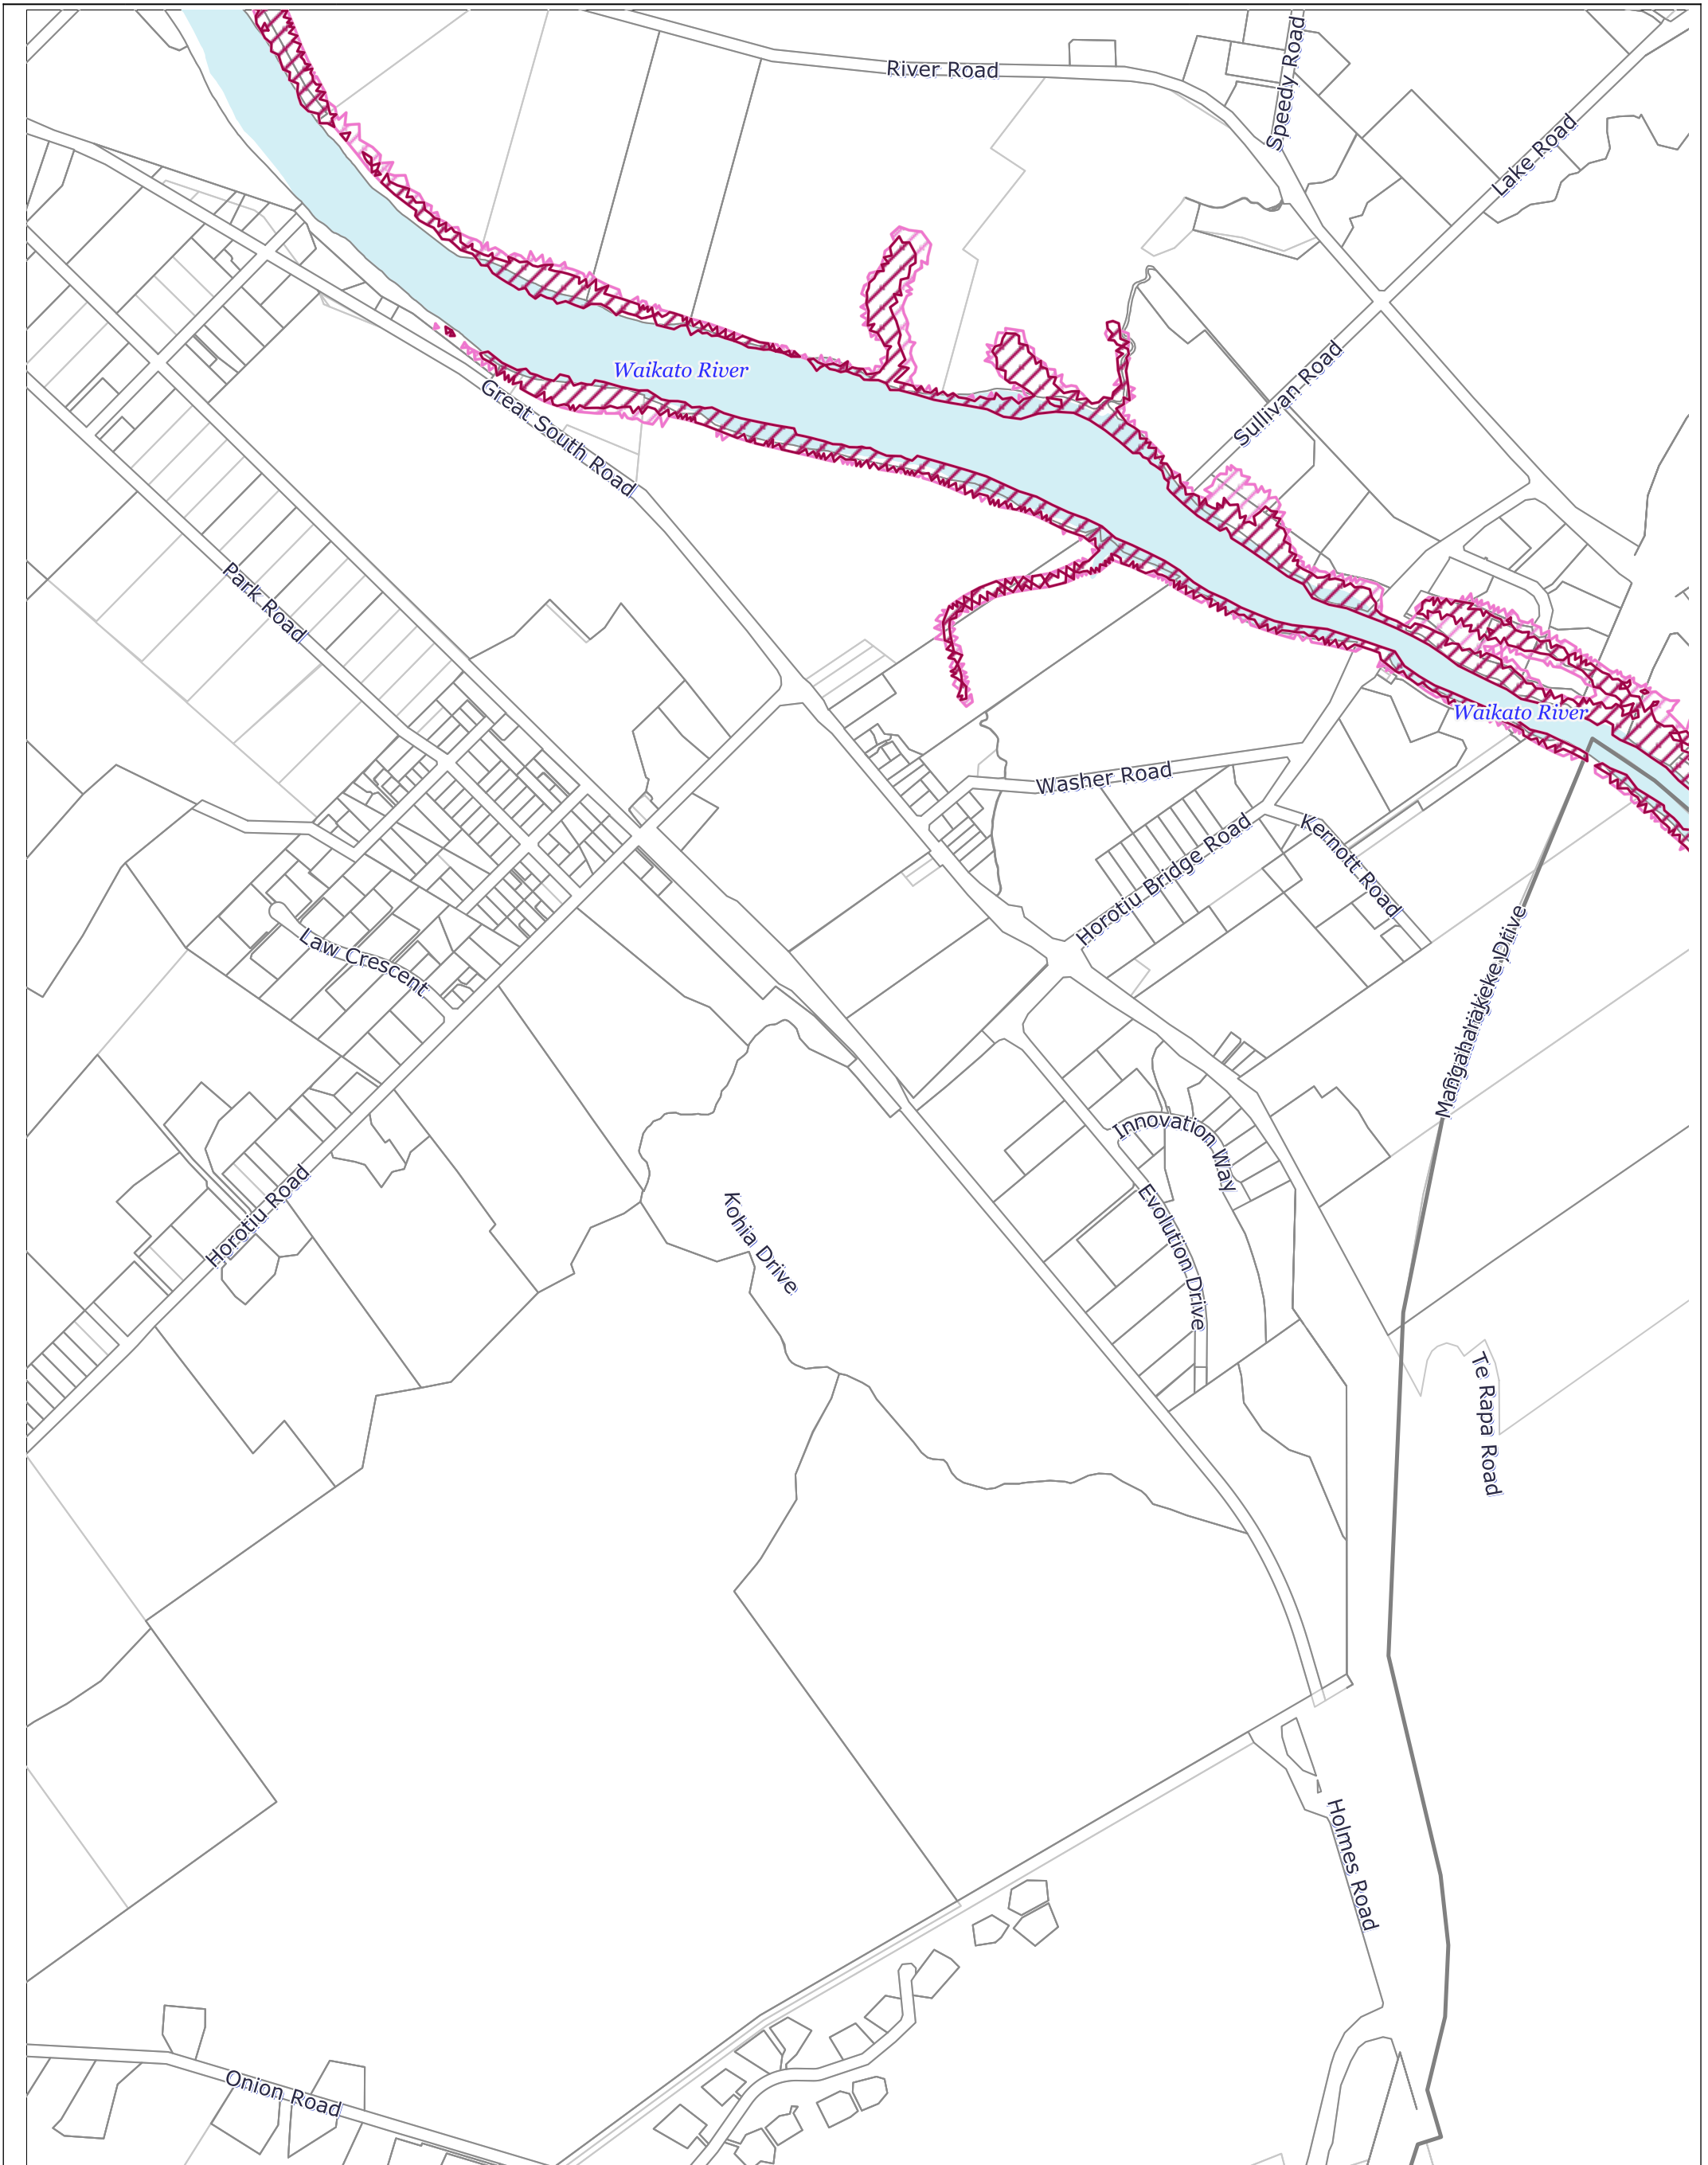 River Road
Speedy Road
Lake Road
Waikato River
Great South Road
Sullivan Road
Park Road
Waikato River
Washer Road
Horotiu Bridge Road
Kernott Road
Law Crescent
Innovation Way
Evolution Drive
Horotiu Road
Kohia Drive
Te Rapa Road
Holmes Road
Onion Road